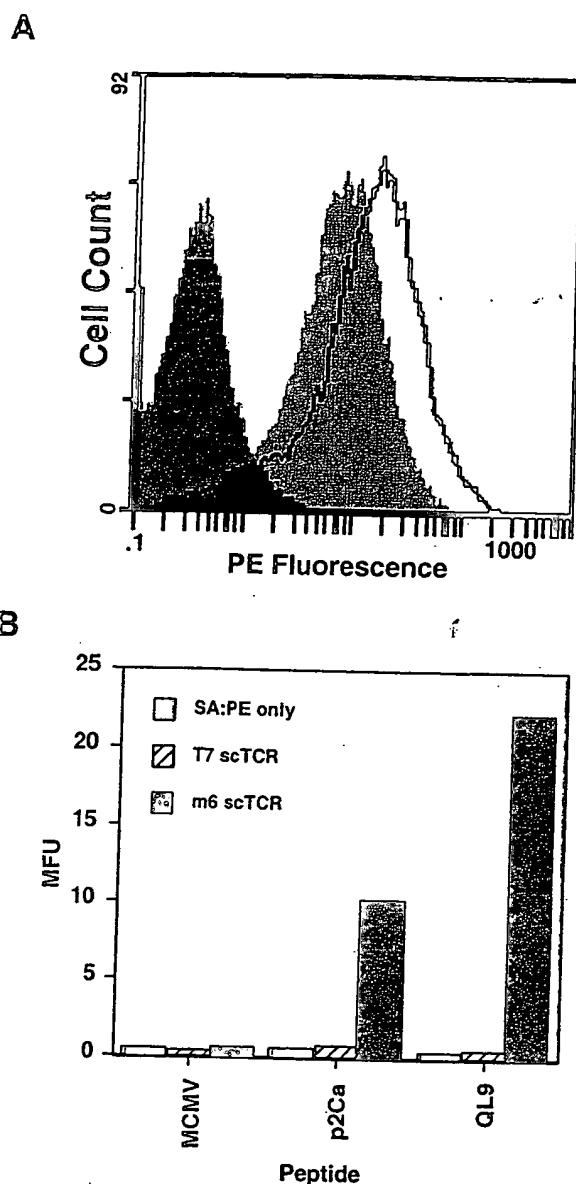 A
92
Cell Count
0
.1
1000
PE Fluorescence
B
25
20
15
10
5
0
MFU
SA:PE only
T7 scTCR
m6 scTCR
MCMV
p2Ca
QL9
Peptide